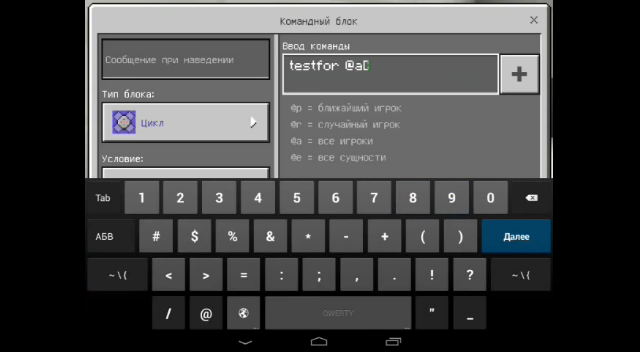 Командный блок
×
Сообщение при наведении
Ввод команды
testfor @a[
+
@p = ближайший игрок
@r = случайный игрок
@a = все игроки
@e = все сущности
Тип блока:
Цикл
Условие:
Tab 1 2 3 4 5 6 7 8 9 0
АБВ # $ % & * - + ( ) Далее
~ \ { < > = : ; , . ! ? ~ \ {
/ @ QWERTY " _